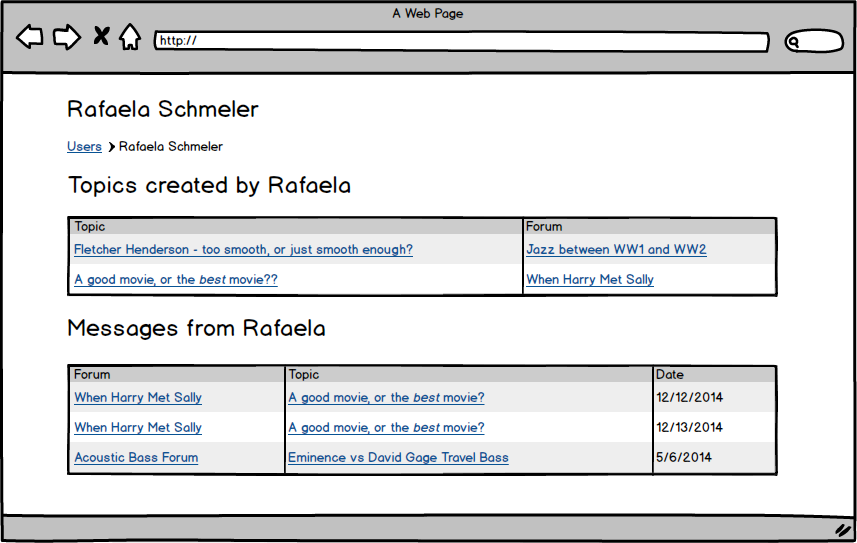 A Web Page
http://
Rafaela Schmeler
Users Rafaela Schmeler
Topics created by Rafaela
Topic Forum
Fletcher Henderson - too smooth, or just smooth enough? Jazz between WW1 and WW2
A good movie, or the best movie?? When Harry Met Sally
Messages from Rafaela
Forum Topic Date
When Harry Met Sally A good movie, or the best movie? 12/12/2014
When Harry Met Sally A good movie, or the best movie? 12/13/2014
Acoustic Bass Forum Eminence vs David Gage Travel Bass 5/6/2014